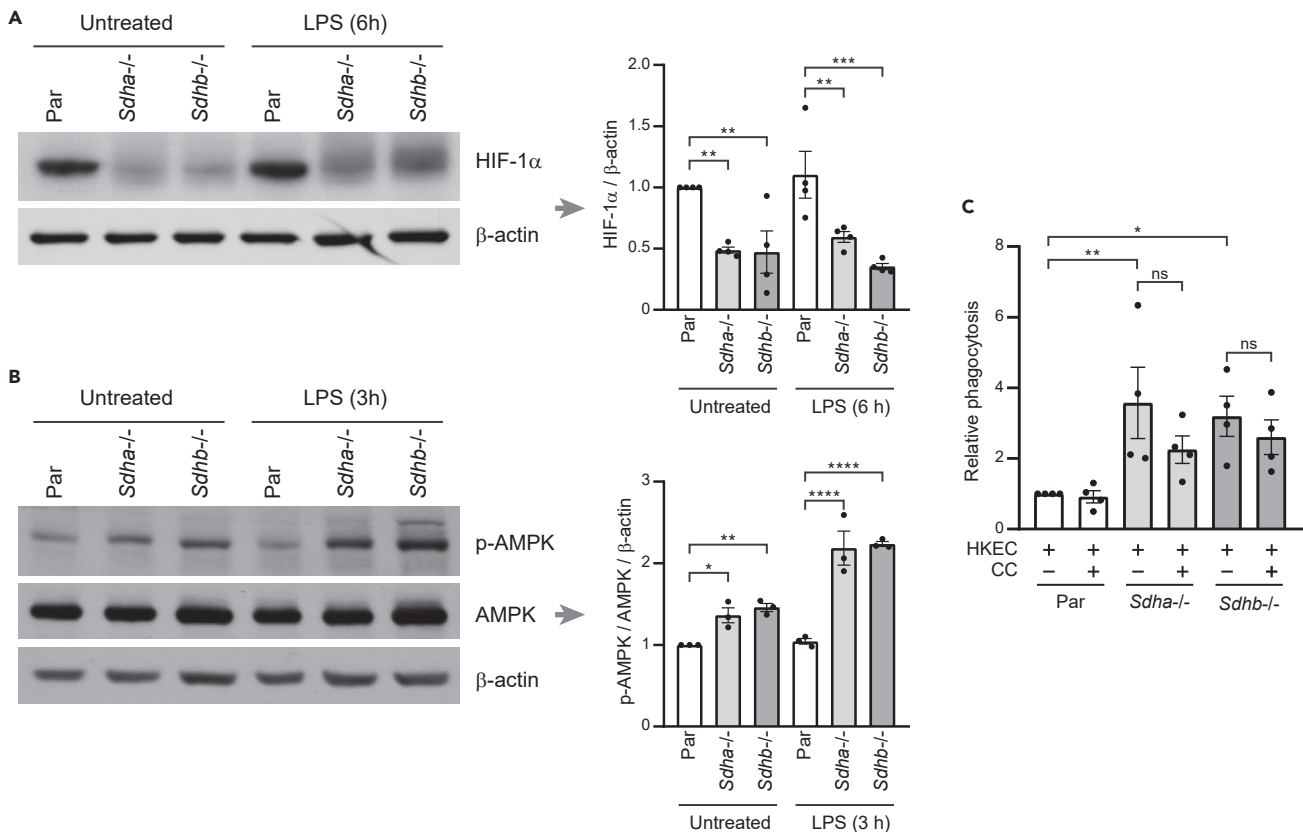 A
Untreated LPS (6h)
Par Sdha-/- Sdhb-/- Par Sdha-/- Sdhb-/-
HIF-1α
β-actin
HIF-1α / β-actin
2.0
1.5
1.0
0.5
0
** ** ** ***
Par Sdha-/- Sdhb-/- Par Sdha-/- Sdhb-/-
Untreated LPS (6 h)
B
Untreated LPS (3h)
Par Sdha-/- Sdhb-/- Par Sdha-/- Sdhb-/-
p-AMPK
AMPK
β-actin
p-AMPK / AMPK / β-actin
3
2
1
0
* ** **** ****
Par Sdha-/- Sdhb-/- Par Sdha-/- Sdhb-/-
Untreated LPS (3 h)
C
Relative phagocytosis
8
6
4
2
0
*
**
ns
ns
HKEC + + + + + +
CC – + – + – +
Par Sdha-/- Sdhb-/-